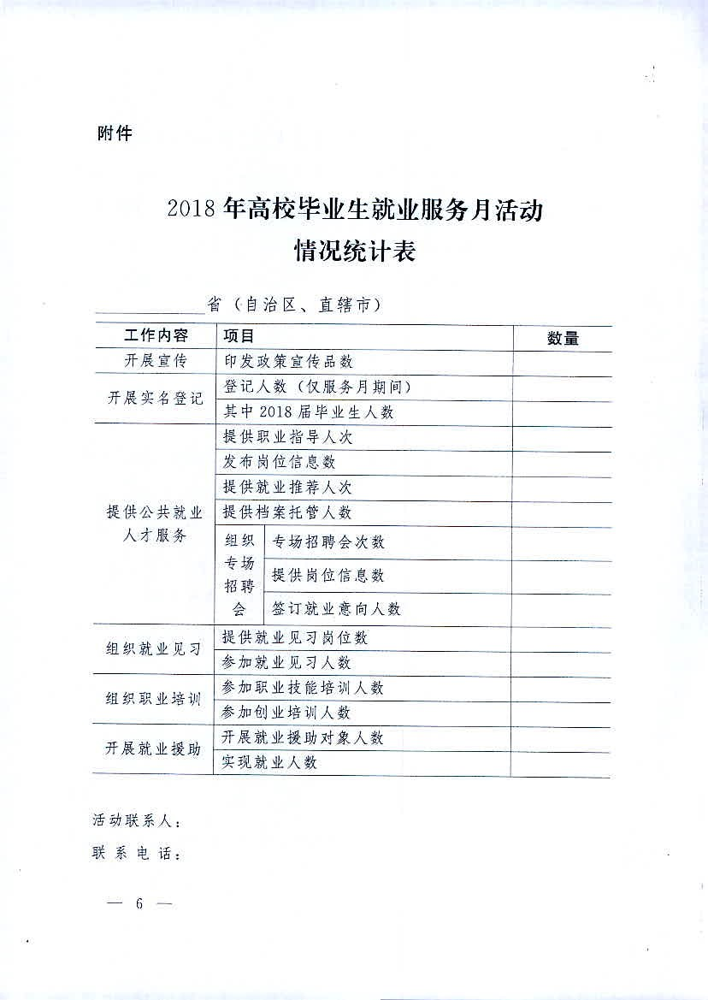 附件
2018 年高校毕业生就业服务月活动
情况统计表
省（自治区、直辖市）
工作内容 项目 数量
开展宣传 印发政策宣传品数
开展实名登记 登记人数（仅服务月期间）
其中 2018 届毕业生人数
提供公共就业
人才服务
提供职业指导人次
发布岗位信息数
提供就业推荐人次
提供档案托管人数
组织
专场
招聘
会
专场招聘会次数
提供岗位信息数
签订就业意向人数
组织就业见习 提供就业见习岗位数
参加就业见习人数
组织职业培训 参加职业技能培训人数
参加创业培训人数
开展就业援助 开展就业援助对象人数
实现就业人数
活动联系人：
联系电话：
— 6 —